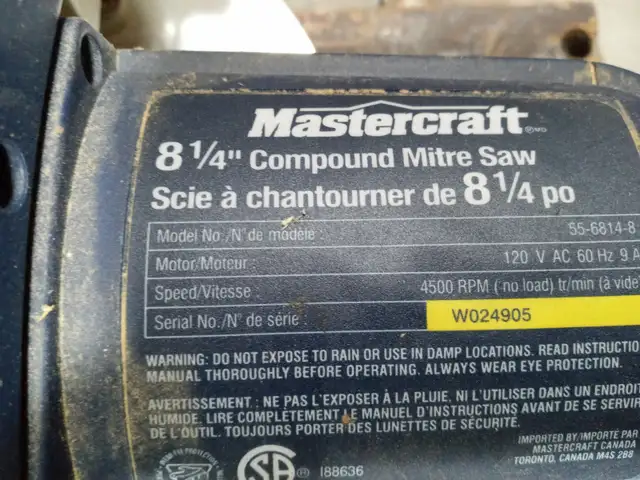 Mastercraft ®MD
8 1/4" Compound Mitre Saw
Scie à chantourner de 8 1/4 po
Model No./N° de modèle : 55-6814-8
Motor/Moteur : 120 V AC 60 Hz 9 A
Speed/Vitesse 4500 RPM ( no load) tr/min (à vide)
Serial No./N° de série : W024905
WARNING: DO NOT EXPOSE TO RAIN OR USE IN DAMP LOCATIONS. READ INSTRUCTIO
MANUAL THOROUGHLY BEFORE OPERATING. ALWAYS WEAR EYE PROTECTION.
AVERTISSEMENT : NE PAS L'EXPOSER À LA PLUIE, NI L'UTILISER DANS UN ENDROI
HUMIDE. LIRE COMPLÈTEMENT LE MANUEL D'INSTRUCTIONS AVANT DE SE SERVIR
DE L'OUTIL. TOUJOURS PORTER DES LUNETTES DE SÉCURITÉ.
IMPORTED BY/IMPORTÉ PAR
MASTERCRAFT CANADA
TORONTO, CANADA M4S 2B8
SA ® 188636